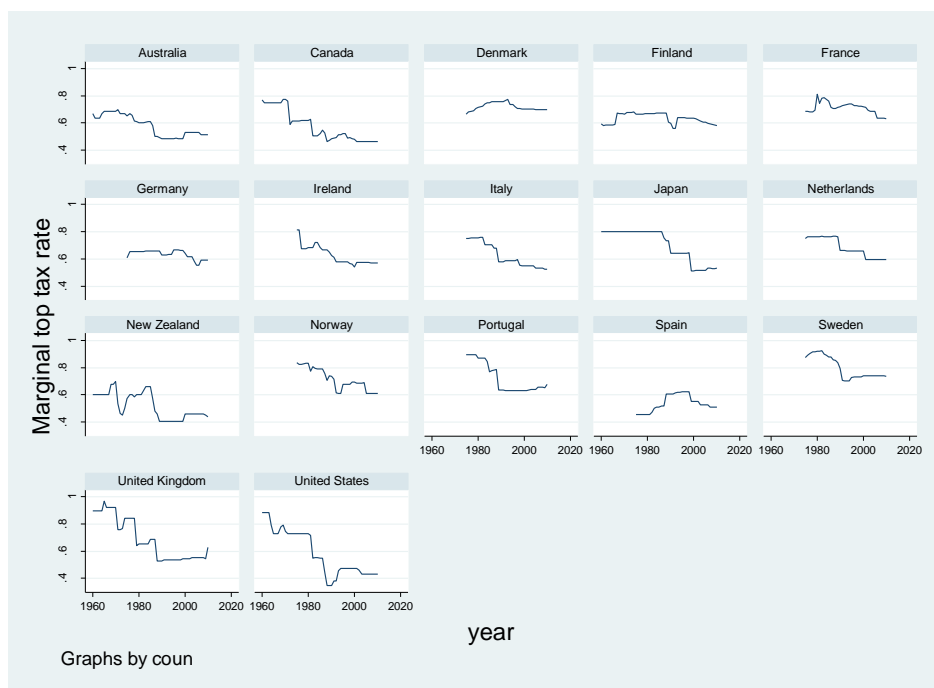 Australia Canada Denmark Finland France
1
.8
.6
.4
Germany Ireland Italy Japan Netherlands
1
.8
.6
.4
New Zealand Norway Portugal Spain Sweden
1
.8
.6
.4
1960 1980 2000 2020 1960 1980 2000 2020 1960 1980 2000 2020
United Kingdom United States
1
.8
.6
.4
1960 1980 2000 2020 1960 1980 2000 2020
Marginal top tax rate
year
Graphs by coun